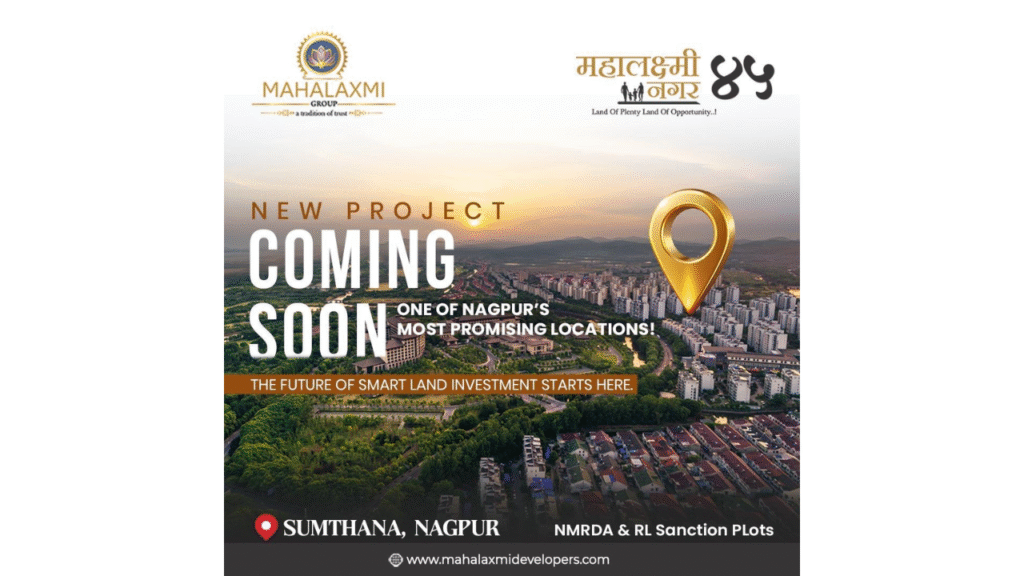 MAHALAXMI
GROUP
a tradition of trust
महालक्ष्मी
नगर
४५
Land Of Plenty Land Of Opportunity..!
NEW PROJECT
COMING
SOON
ONE OF NAGPUR'S
MOST PROMISING LOCATIONS!
THE FUTURE OF SMART LAND INVESTMENT STARTS HERE.
SUMTHANA, NAGPUR
NMRDA & RL Sanction PLots
www.mahalaxmidevelopers.com